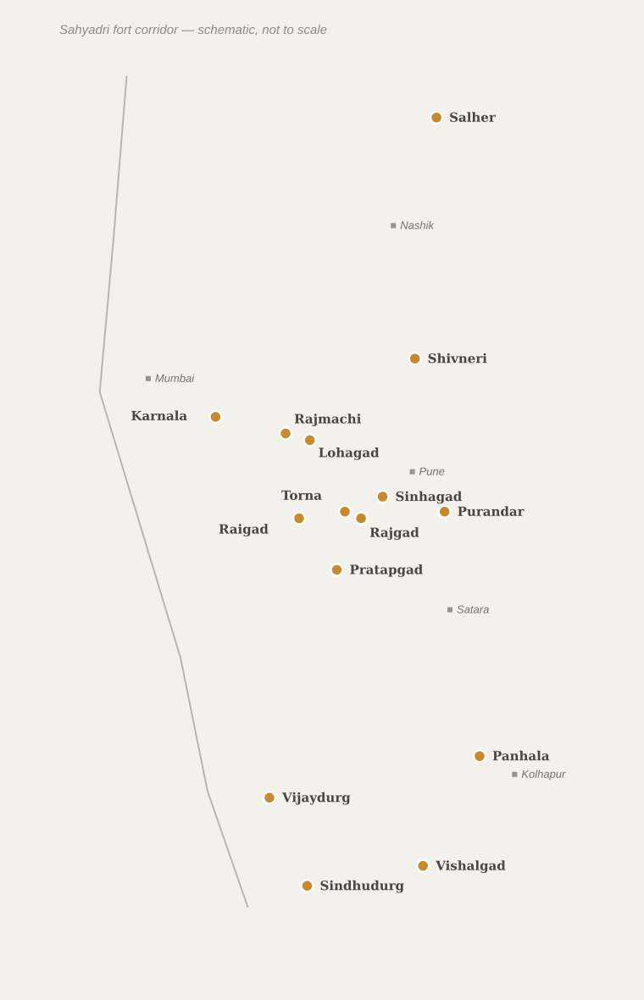 Sahyadri fort corridor — schematic, not to scale
Salher
Nashik
Shivneri
Mumbai
Karnala
Rajmachi
Lohagad
Pune
Torna
Sinhagad
Purandar
Raigad
Rajgad
Pratapgad
Satara
Panhala
Kolhapur
Vijaydurg
Vishalgad
Sindhudurg